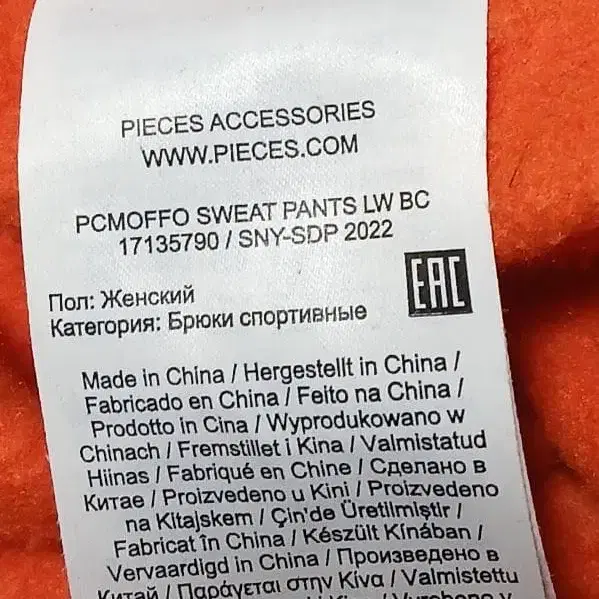 PIECES ACCESSORIES
WWW.PIECES.COM
PCMOFFO SWEAT PANTS LW BC
17135790 / SNY-SDP 2022
EAC
Пол: Женский
Категория: Брюки спортивные
Made in China / Hergestellt in China /
Fabricado en China / Feito na China /
Prodotto in Cina / Wyprodukowano w
Chinach / Fremstillet i Kina / Valmistatud
Hiinas / Fabriqué en Chine / Сделано в
Китае / Proizvedeno u Kini / Proizvedeno
na Kitajskem / Çin'de Üretilmiştir /
Fabricat în China / Készült Kínában /
Vervaardigd in China / Произведено в
Китай / Παράγεται στην Κίνα / Valmistettu